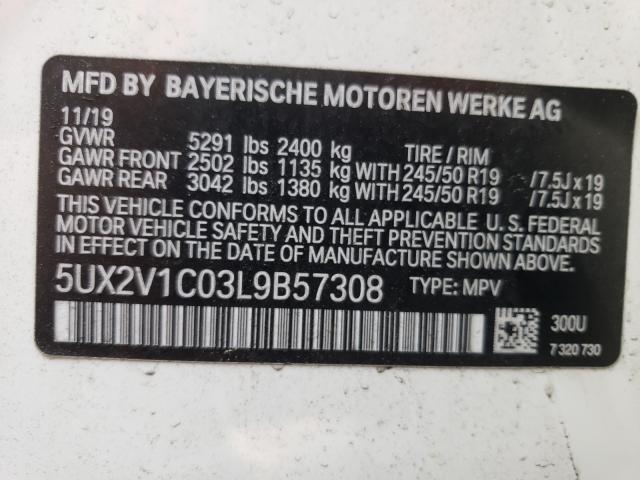 MFD BY BAYERISCHE MOTOREN WERKE AG
11/19
GVWR 5291 lbs 2400 kg TIRE / RIM
GAWR FRONT 2502 lbs 1135 kg WITH 245/50 R19 /7.5J x 19
GAWR REAR 3042 lbs 1380 kg WITH 245/50 R19 /7.5J x 19
THIS VEHICLE CONFORMS TO ALL APPLICABLE U. S. FEDERAL
MOTOR VEHICLE SAFETY AND THEFT PREVENTION STANDARDS
IN EFFECT ON THE DATE OF MANUFACTURE SHOWN ABOVE.
5UX2V1C03L9B57308 TYPE: MPV
300U
7 320 730